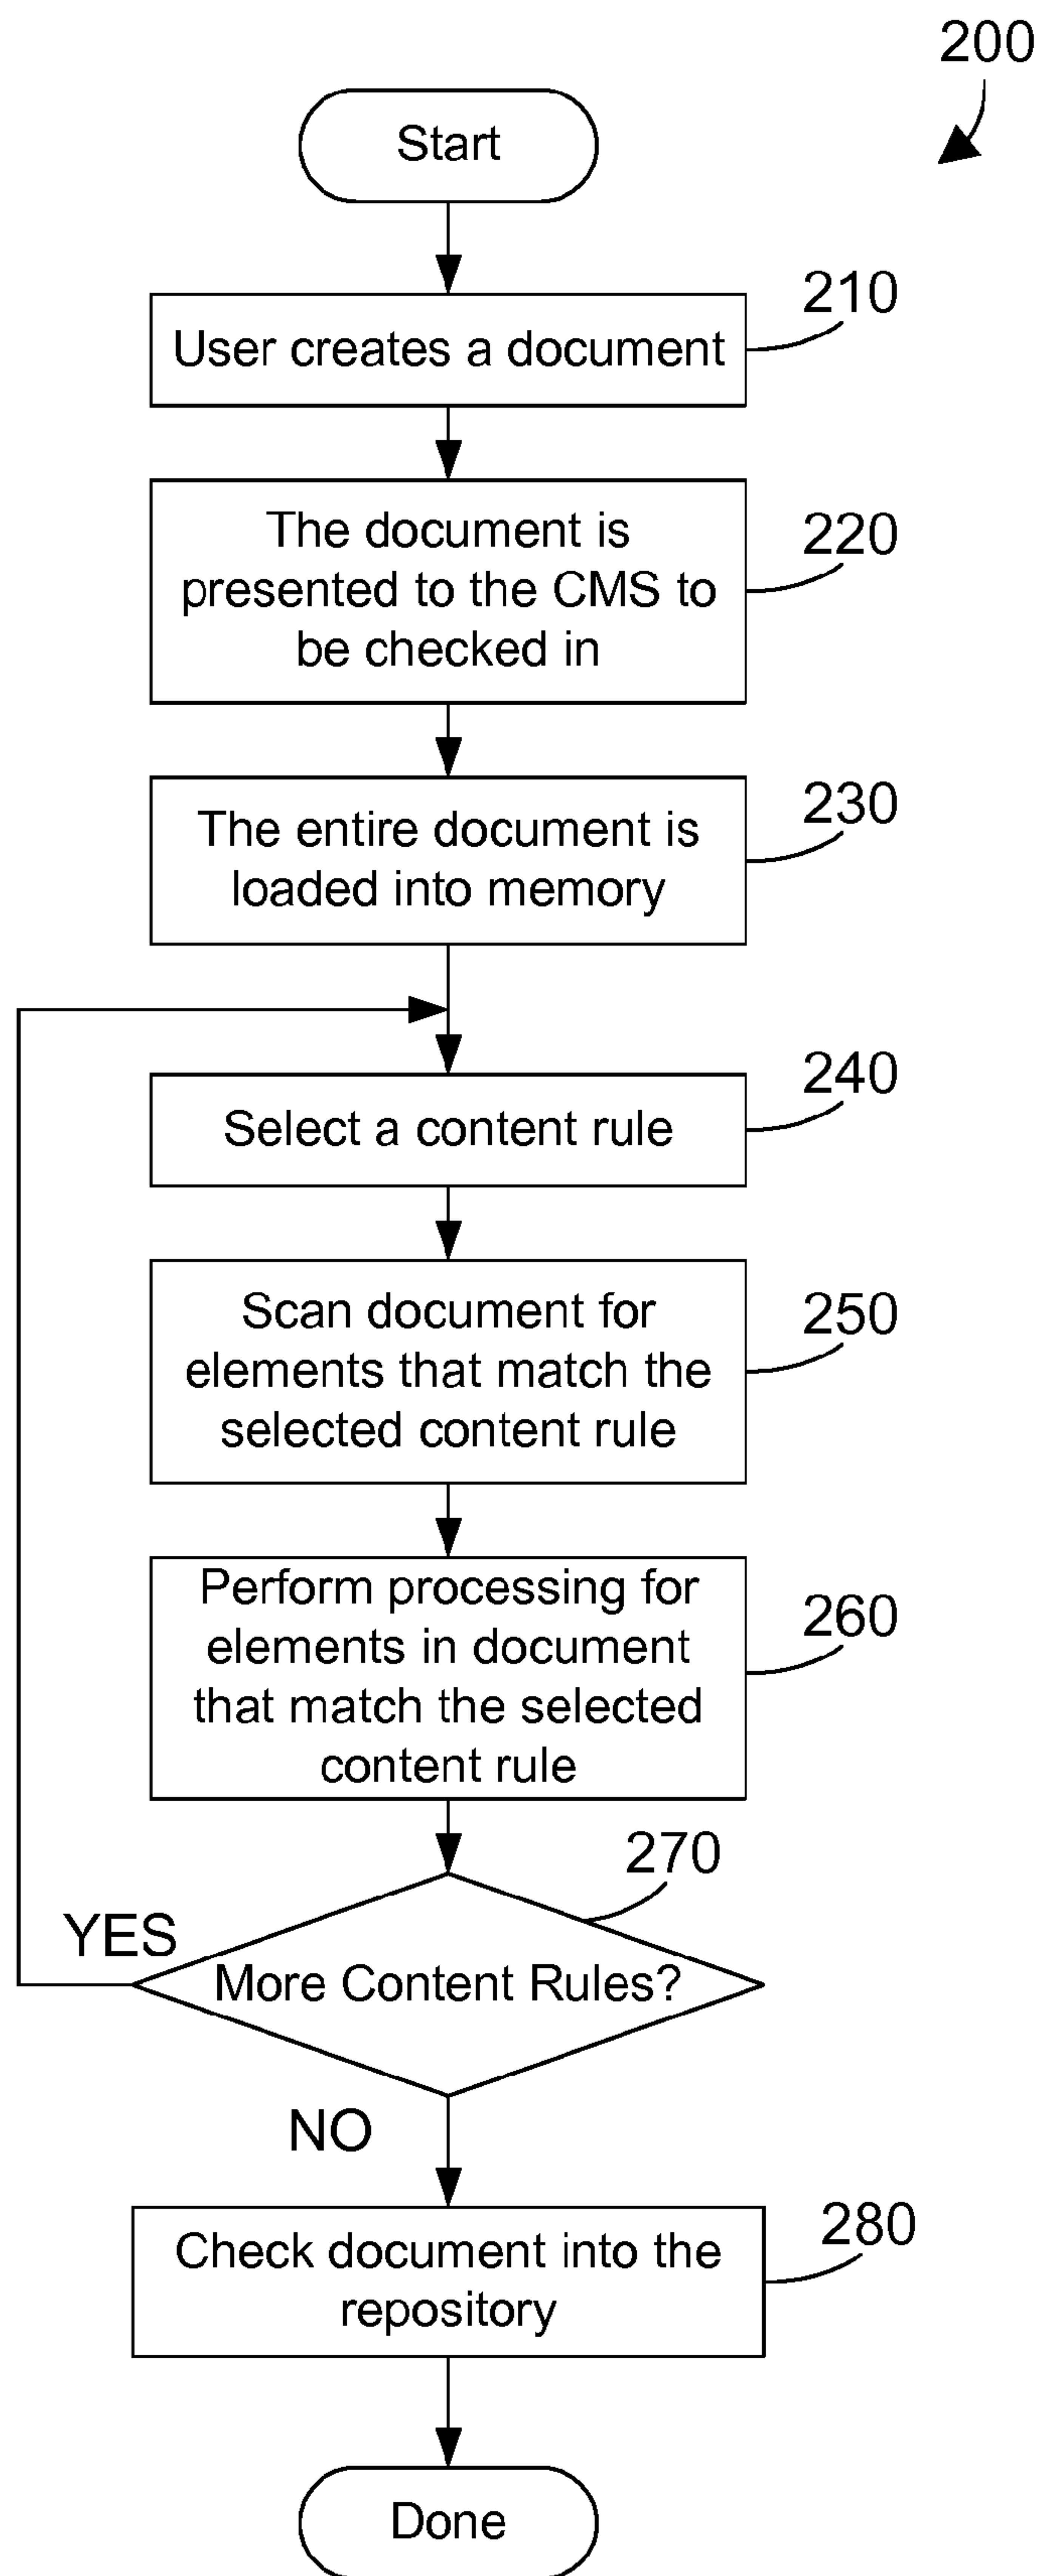 200
Start
210
User creates a document
220
The document is
presented to the CMS to
be checked in
230
The entire document is
loaded into memory
240
Select a content rule
250
Scan document for
elements that match the
selected content rule
260
Perform processing for
elements in document
that match the selected
content rule
270
YES
More Content Rules?
NO
280
Check document into the
repository
Done